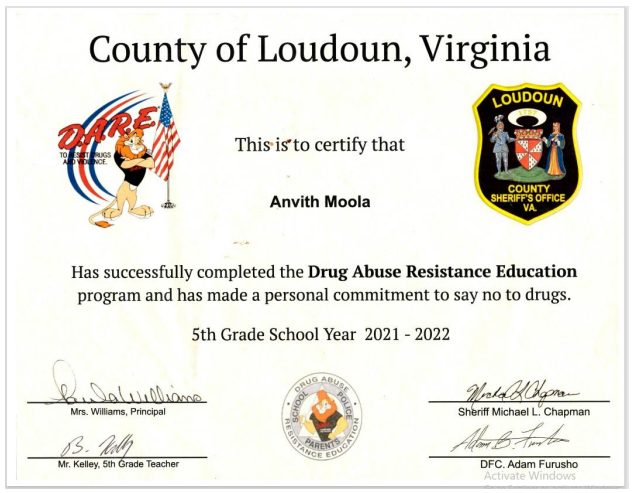 County of Loudoun, Virginia
D.A.R.E.
TO RESIST DRUGS
AND VIOLENCE.
LOUDOUN
COUNTY
SHERIFF'S OFFICE
VA.
This is to certify that
Anvith Moola
Has successfully completed the Drug Abuse Resistance Education
program and has made a personal commitment to say no to drugs.
5th Grade School Year 2021 - 2022
DRUG ABUSE
RESISTANCE EDUCATION
SCHOOL
POLICE
PARENTS
Mrs. Williams, Principal
Sheriff Michael L. Chapman
B. Kelly
Mr. Kelley, 5th Grade Teacher
DFC. Adam Furusho
Activate Windows